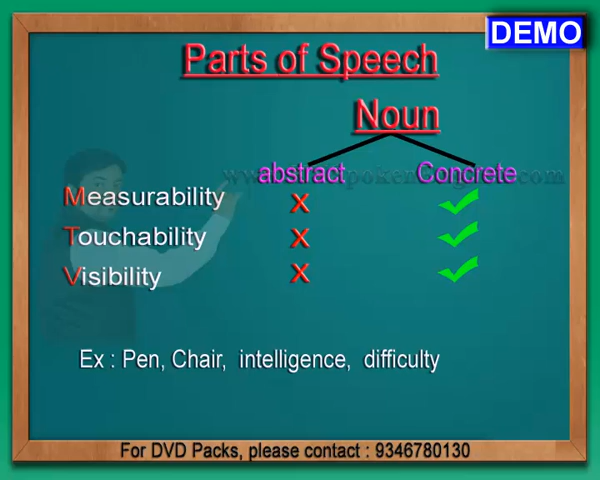 DEMO
Parts of Speech
Noun
abstract Concrete
Measurability X
Touchability X
Visibility X
Ex : Pen, Chair, intelligence, difficulty
For DVD Packs, please contact : 9346780130